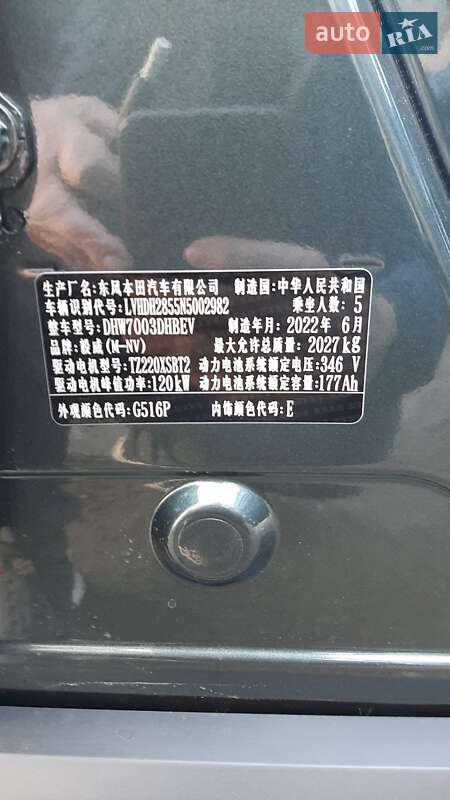 auto RIA.com
生产厂名:东风本田汽车有限公司 制造国:中华人民共和国
车辆识别代号:LVHDH2855N5002982 乘坐人数:5
整车型号:DHW7003DHBEV 制造年月:2022年6月
品牌:毅威(M-NV) 最大允许总质量:2027kg
驱动电机型号:TZ220XSBT2 动力电池系统额定电压:346 V
驱动电机峰值功率:120kW 动力电池系统额定容量:177Ah
外观颜色代码:G516P 内饰颜色代码:E